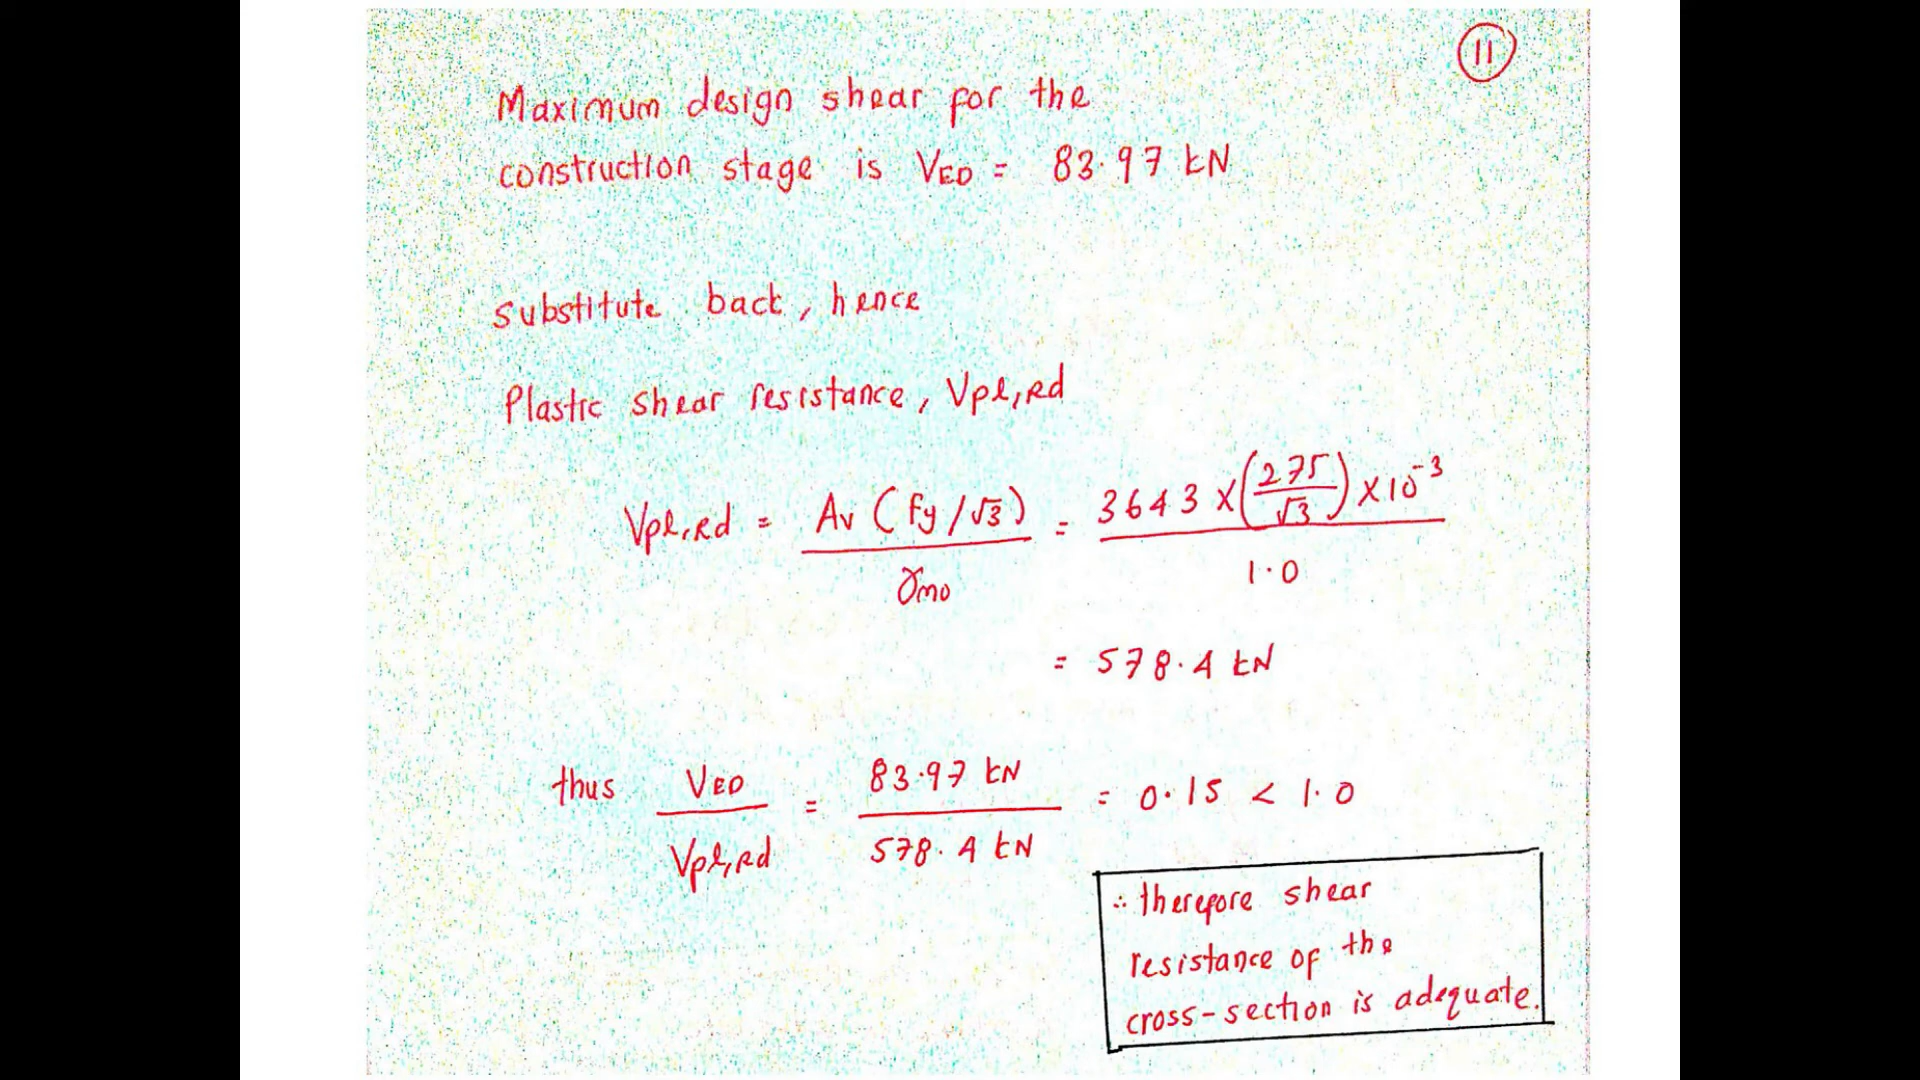 11
Maximum design shear for the
construction stage is VED = 83.97 kN
substitute back, hence
Plastic shear resistance, Vpl,Rd
Vpl,Rd = Av (fy/√3) / γmo = 3643 × (275/√3) × 10⁻³ / 1.0
= 578.4 kN
thus VED / Vpl,Rd = 83.97 kN / 578.4 kN = 0.15 < 1.0
∴ therefore shear
resistance of the
cross-section is adequate.